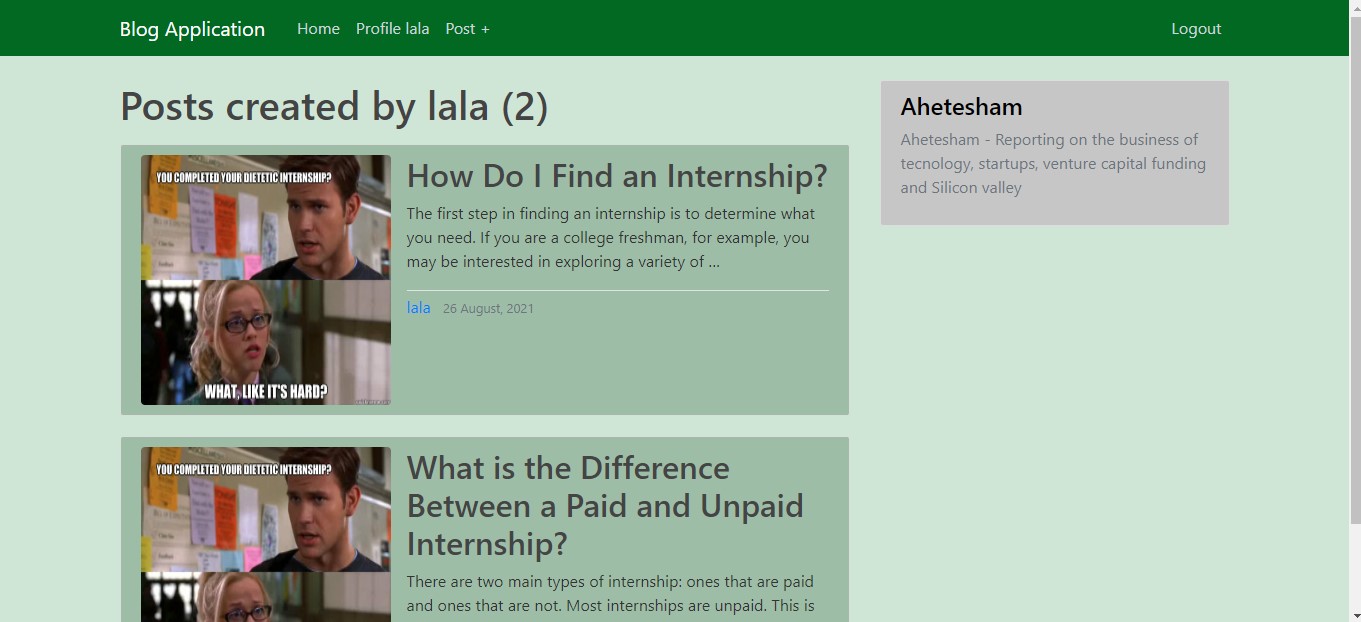 Blog Application Home Profile lala Post + Logout
Posts created by lala (2)
YOU COMPLETED YOUR DIETETIC INTERNSHIP?
WHAT, LIKE IT'S HARD?
How Do I Find an Internship?
The first step in finding an internship is to determine what
you need. If you are a college freshman, for example, you
may be interested in exploring a variety of ...
lala 26 August, 2021
YOU COMPLETED YOUR DIETETIC INTERNSHIP?
What is the Difference
Between a Paid and Unpaid
Internship?
There are two main types of internship: ones that are paid
and ones that are not. Most internships are unpaid. This is
Ahetesham
Ahetesham - Reporting on the business of
tecnology, startups, venture capital funding
and Silicon valley